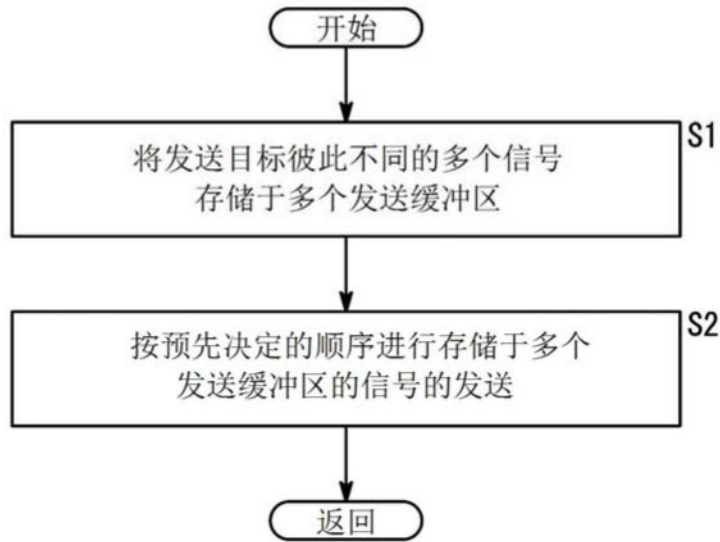 开始
S1
将发送目标彼此不同的多个信号
存储于多个发送缓冲区
S2
按预先决定的顺序进行存储于多个
发送缓冲区的信号的发送
返回